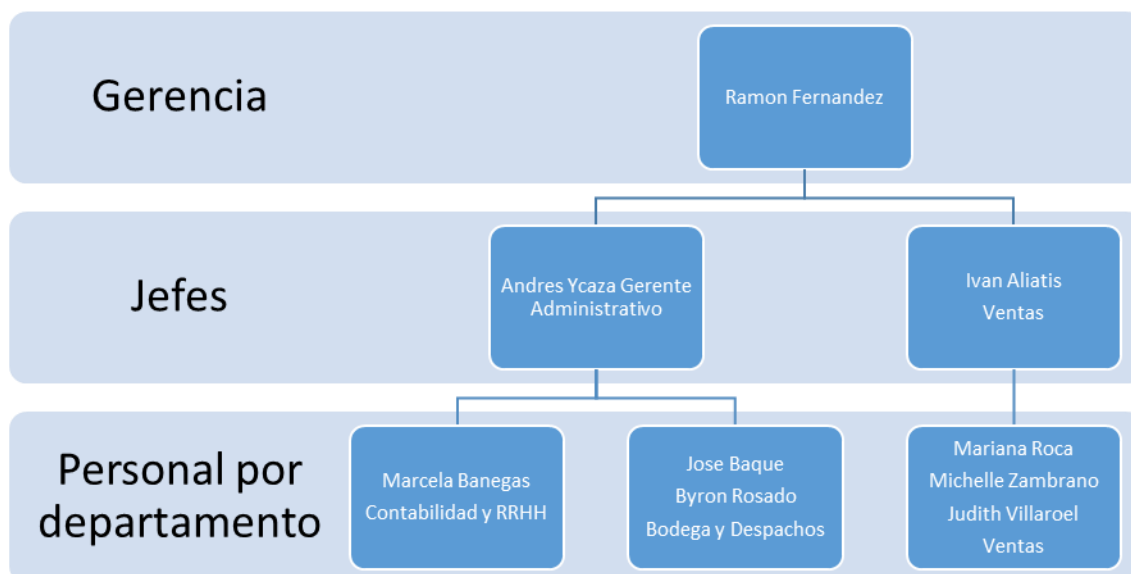 Gerencia
Ramon Fernandez
Jefes
Andres Ycaza Gerente
Administrativo
Ivan Aliatis
Ventas
Personal por
departamento
Marcela Banegas
Contabilidad y RRHH
Jose Baque
Byron Rosado
Bodega y Despachos
Mariana Roca
Michelle Zambrano
Judith Villaroel
Ventas